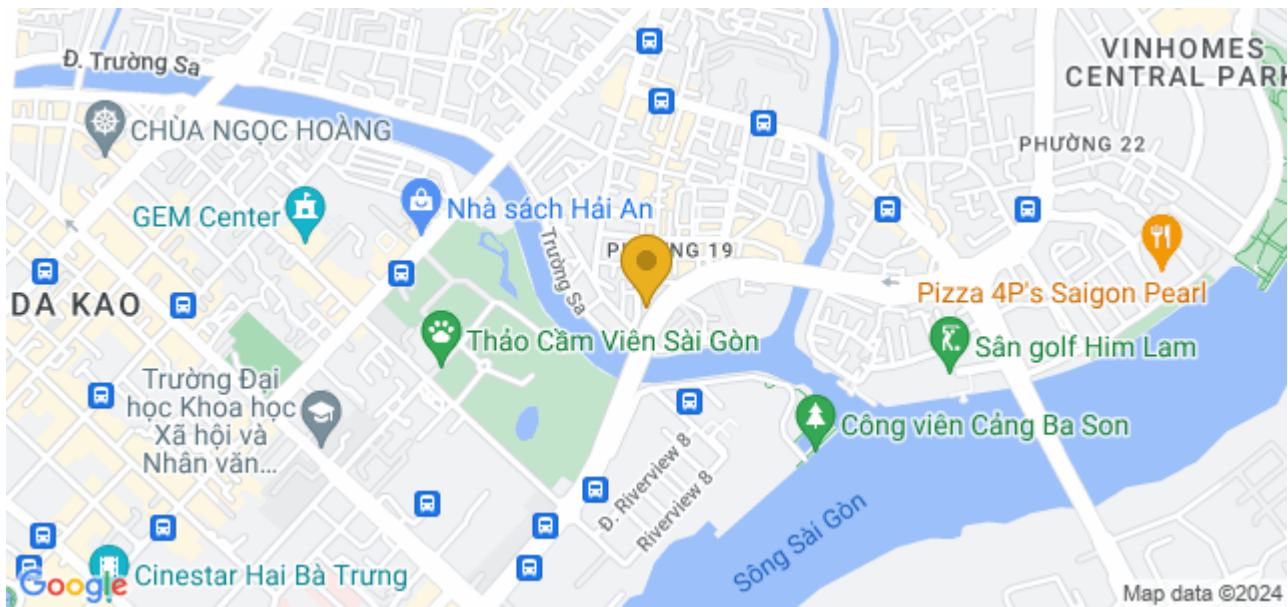 Đ. Trường Sa
VINHOMES
CENTRAL PARK
CHÙA NGỌC HOÀNG
PHƯỜNG 22
GEM Center
Nhà sách Hải An
Trường Sa
PHƯỜNG 19
DA KAO
Pizza 4P's Saigon Pearl
Thảo Cầm Viên Sài Gòn
Sân golf Him Lam
Trường Đại
học Khoa học
Xã hội và
Nhân văn...
Công viên Cảng Ba Son
Đ. Riverview 8
Riverview 8
Sông Sài Gòn
Cinestar Hai Bà Trưng
Google
Map data ©2024